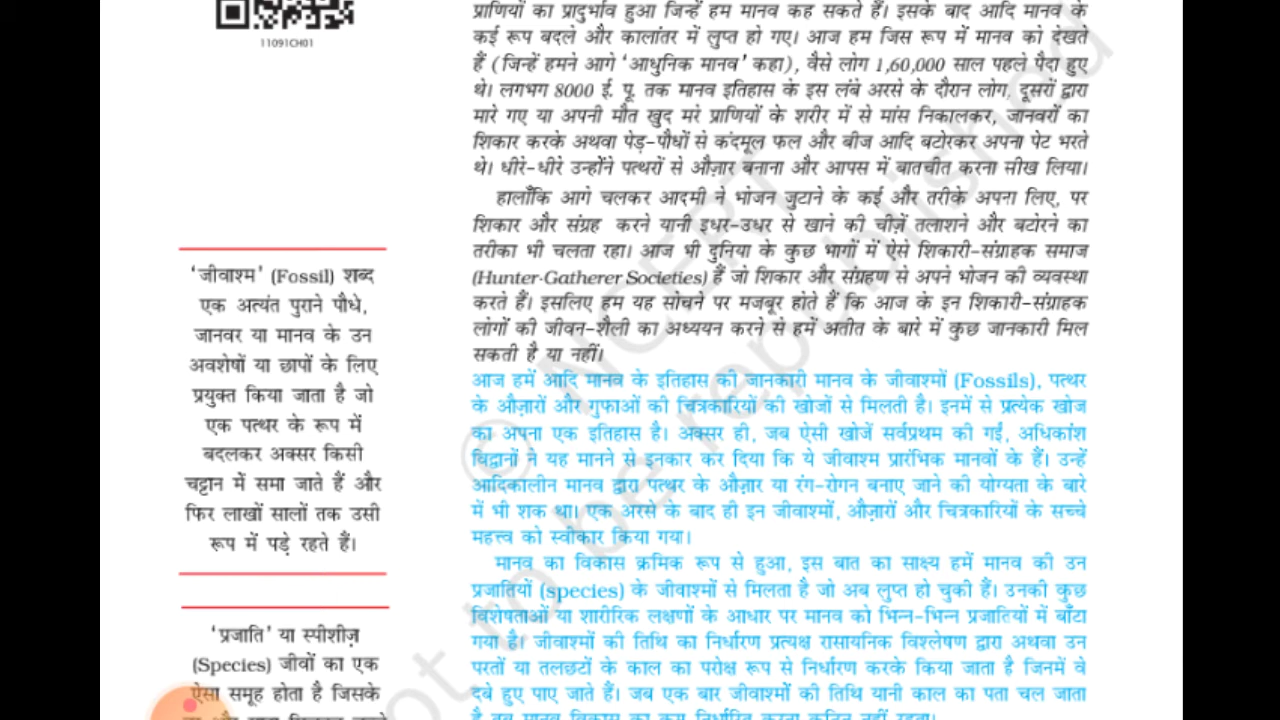 11091CH01
प्राणियों का प्रादुर्भाव हुआ जिन्हें हम मानव कह सकते हैं। इसके बाद आदि मानव के
कई रूप बदले और कालांतर में लुप्त हो गए। आज हम जिस रूप में मानव को देखते
हैं (जिन्हें हमने आगे ‘आधुनिक मानव’ कहा), वैसे लोग 1,60,000 साल पहले पैदा हुए
थे। लगभग 8000 ई. पू. तक मानव इतिहास के इस लंबे अरसे के दौरान लोग, दूसरों द्वारा
मारे गए या अपनी मौत खुद मरे प्राणियों के शरीर में से मांस निकालकर, जानवरों का
शिकार करके अथवा पेड़-पौधों से कंदमूल फल और बीज आदि बटोरकर अपना पेट भरते
थे। धीरे-धीरे उन्होंने पत्थरों से औज़ार बनाना और आपस में बातचीत करना सीख लिया।
हालाँकि आगे चलकर आदमी ने भोजन जुटाने के कई और तरीके अपना लिए, पर
शिकार और संग्रह करने यानी इधर-उधर से खाने की चीज़ें तलाशने और बटोरने का
तरीका भी चलता रहा। आज भी दुनिया के कुछ भागों में ऐसे शिकारी-संग्राहक समाज
(Hunter-Gatherer Societies) हैं जो शिकार और संग्रहण से अपने भोजन की व्यवस्था
करते हैं। इसलिए हम यह सोचने पर मजबूर होते हैं कि आज के इन शिकारी-संग्राहक
लोगों की जीवन-शैली का अध्ययन करने से हमें अतीत के बारे में कुछ जानकारी मिल
सकती है या नहीं।
आज हमें आदि मानव के इतिहास की जानकारी मानव के जीवाश्मों (Fossils), पत्थर
के औज़ारों और गुफाओं की चित्रकारियों की खोजों से मिलती है। इनमें से प्रत्येक खोज
का अपना एक इतिहास है। अक्सर ही, जब ऐसी खोजें सर्वप्रथम की गईं, अधिकांश
विद्वानों ने यह मानने से इनकार कर दिया कि ये जीवाश्म प्रारंभिक मानवों के हैं। उन्हें
आदिकालीन मानव द्वारा पत्थर के औज़ार या रंग-रोगन बनाए जाने की योग्यता के बारे
में भी शक था। एक अरसे के बाद ही इन जीवाश्मों, औज़ारों और चित्रकारियों के सच्चे
महत्त्व को स्वीकार किया गया।
मानव का विकास क्रमिक रूप से हुआ, इस बात का साक्ष्य हमें मानव की उन
प्रजातियों (species) के जीवाश्मों से मिलता है जो अब लुप्त हो चुकी हैं। उनकी कुछ
विशेषताओं या शारीरिक लक्षणों के आधार पर मानव को भिन्न-भिन्न प्रजातियों में बाँटा
गया है। जीवाश्मों की तिथि का निर्धारण प्रत्यक्ष रासायनिक विश्लेषण द्वारा अथवा उन
परतों या तलछटों के काल का परोक्ष रूप से निर्धारण करके किया जाता है जिनमें वे
दबे हुए पाए जाते हैं। जब एक बार जीवाश्मों की तिथि यानी काल का पता चल जाता
है तब मानव विकास का क्रम निर्धारित करना कठिन नहीं रहता।
‘जीवाश्म’ (Fossil) शब्द
एक अत्यंत पुराने पौधे,
जानवर या मानव के उन
अवशेषों या छापों के लिए
प्रयुक्त किया जाता है जो
एक पत्थर के रूप में
बदलकर अक्सर किसी
चट्टान में समा जाते हैं और
फिर लाखों सालों तक उसी
रूप में पड़े रहते हैं।
‘प्रजाति’ या स्पीशीज़
(Species) जीवों का एक
ऐसा समूह होता है जिसके
© NCERT
not to be republished